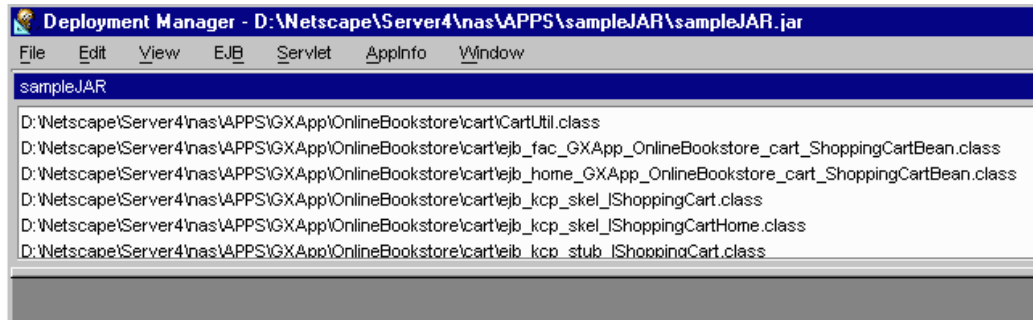 Deployment Manager - D:\Netscape\Server4\nas\APPS\sampleJAR\sampleJAR.jar
File Edit View EJB Servlet AppInfo Window
sampleJAR
D:\Netscape\Server4\nas\APPS\GXApp\OnlineBookstore\cart\CartUtil.class
D:\Netscape\Server4\nas\APPS\GXApp\OnlineBookstore\cart\ejb_fac_GXApp_OnlineBookstore_cart_ShoppingCartBean.class
D:\Netscape\Server4\nas\APPS\GXApp\OnlineBookstore\cart\ejb_home_GXApp_OnlineBookstore_cart_ShoppingCartBean.class
D:\Netscape\Server4\nas\APPS\GXApp\OnlineBookstore\cart\ejb_kcp_skel_IShoppingCart.class
D:\Netscape\Server4\nas\APPS\GXApp\OnlineBookstore\cart\ejb_kcp_skel_IShoppingCartHome.class
D:\Netscape\Server4\nas\APPS\GXApp\OnlineBookstore\cart\ejb_kcp_stub_IShoppingCart.class